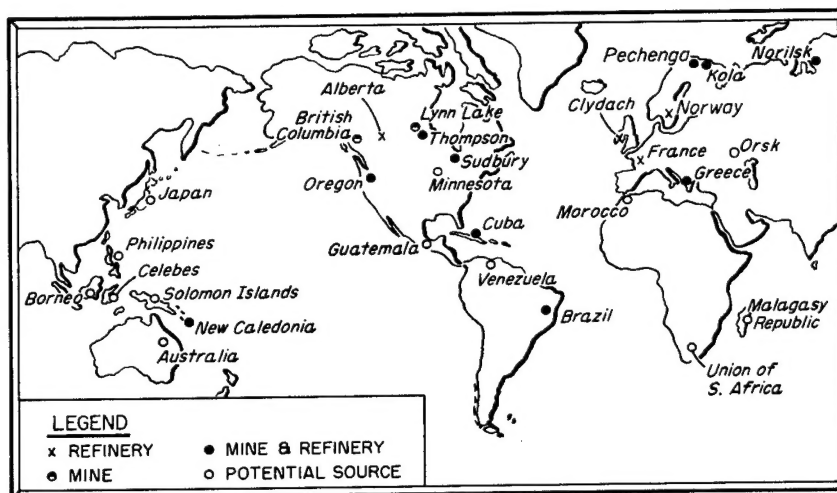 Pechenga
Norilsk
Kola
Alberta
Clydach
Norway
Lynn Lake
British
Columbia
Thompson
Orsk
Sudbury
France
Japan
Oregon
Minnesota
Greece
Morocco
Cuba
Philippines
Guatemala
Celebes
Venezuela
Borneo
Solomon Islands
Malagasy
Republic
New Caledonia
Brazil
Australia
Union of
S. Africa
LEGEND
x REFINERY
MINE
MINE & REFINERY
POTENTIAL SOURCE